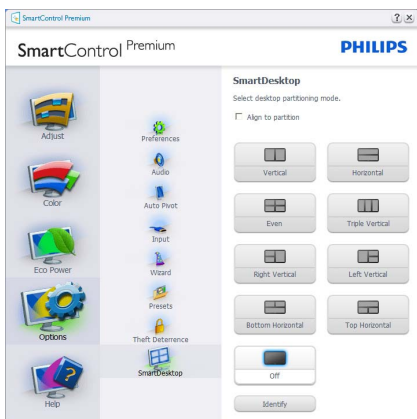 SmartControl Premium
SmartControl Premium
PHILIPS
Adjust
Color
Eco Power
Options
Help
Preferences
Audio
Auto Pivot
Input
Wizard
Presets
Theft Deterrence
SmartDesktop
SmartDesktop
Select desktop partitioning mode.
Align to partition
Vertical Horizontal
Even Triple Vertical
Right Vertical Left Vertical
Bottom Horizontal Top Horizontal
Off
Identify